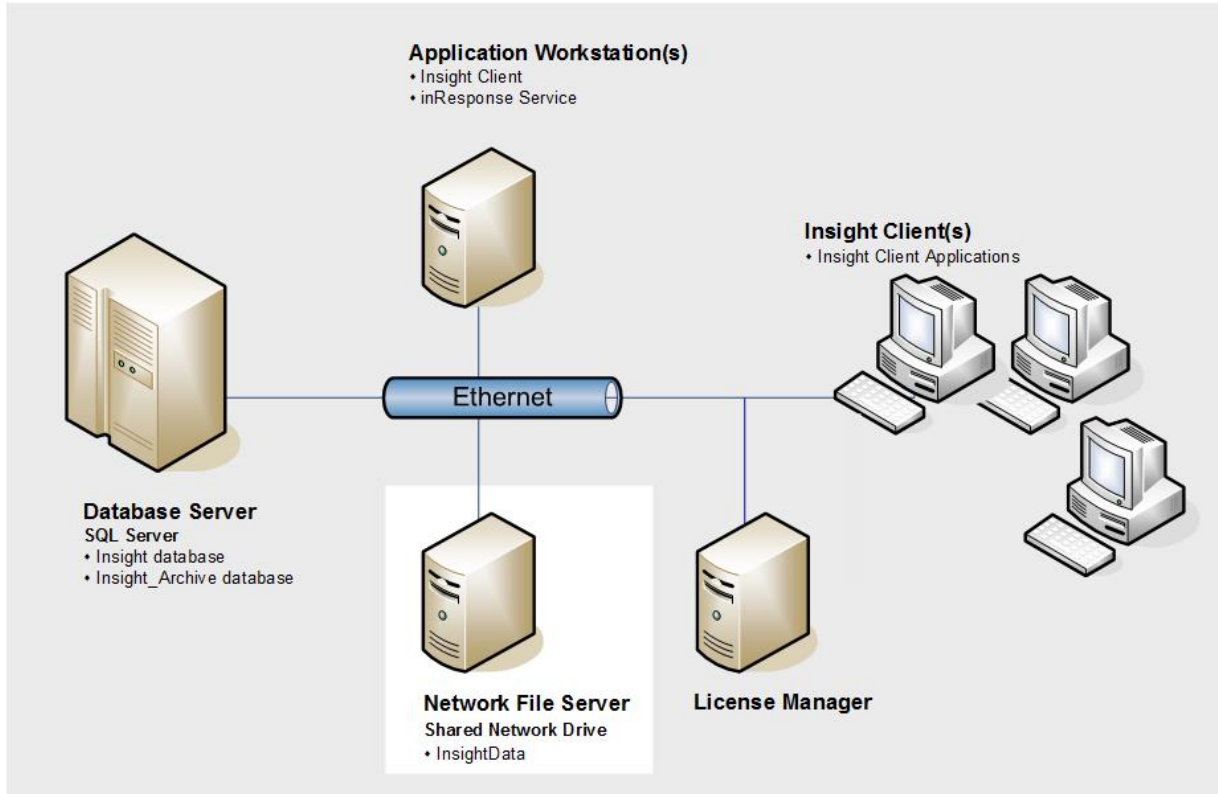 Application Workstation(s)
• Insight Client
• inResponse Service
Insight Client(s)
• Insight Client Applications
Ethernet
Database Server
SQL Server
• Insight database
• Insight_Archive database
Network File Server
Shared Network Drive
• InsightData
License Manager